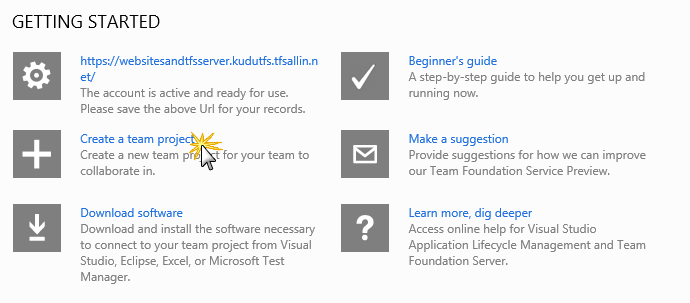 GETTING STARTED
https://websitesandtfsserver.kudutfs.tfsallin.n
et/
The account is active and ready for use.
Please save the above Url for your records.
Beginner's guide
A step-by-step guide to help you get up and
running now.
Create a team project
Create a new team project for your team to
collaborate in.
Make a suggestion
Provide suggestions for how we can improve
our Team Foundation Service Preview.
Download software
Download and install the software necessary
to connect to your team project from Visual
Studio, Eclipse, Excel, or Microsoft Test
Manager.
Learn more, dig deeper
Access online help for Visual Studio
Application Lifecycle Management and Team
Foundation Server.